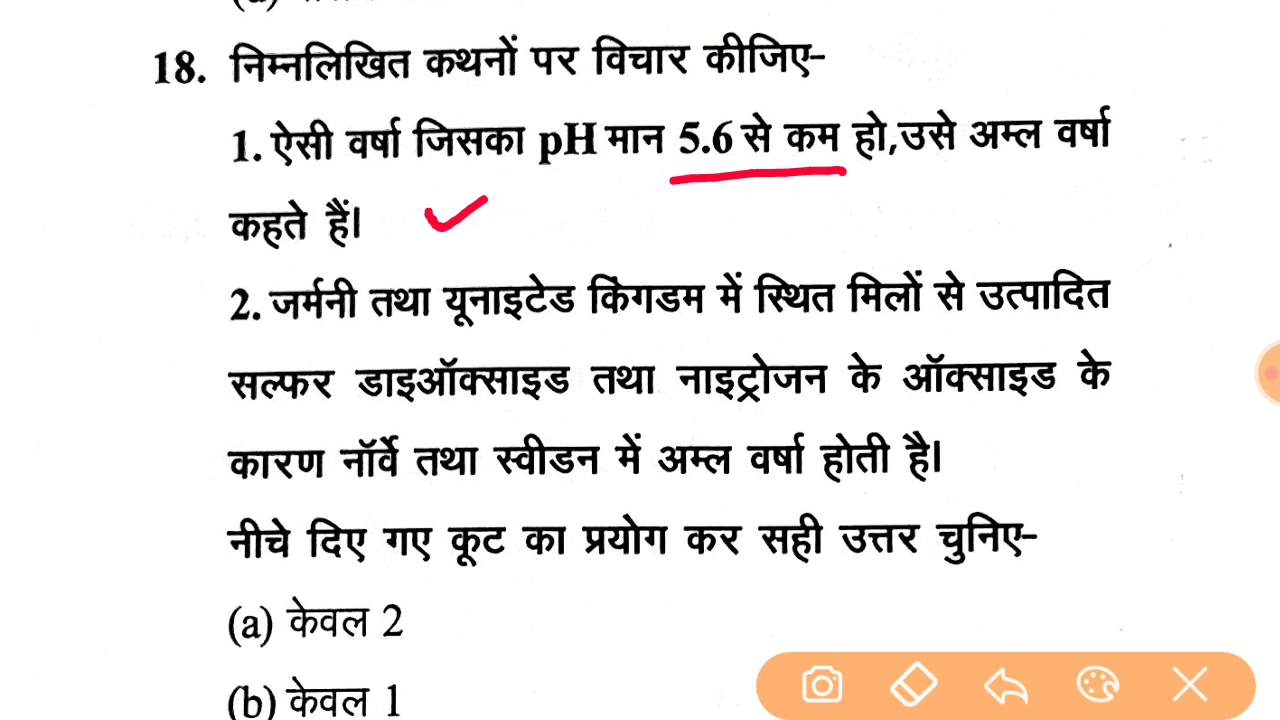 18. निम्नलिखित कथनों पर विचार कीजिए-
1. ऐसी वर्षा जिसका pH मान 5.6 से कम हो,उसे अम्ल वर्षा
कहते हैं।
2. जर्मनी तथा यूनाइटेड किंगडम में स्थित मिलों से उत्पादित
सल्फर डाइऑक्साइड तथा नाइट्रोजन के ऑक्साइड के
कारण नॉर्वे तथा स्वीडन में अम्ल वर्षा होती है।
नीचे दिए गए कूट का प्रयोग कर सही उत्तर चुनिए-
(a) केवल 2
(b) केवल 1